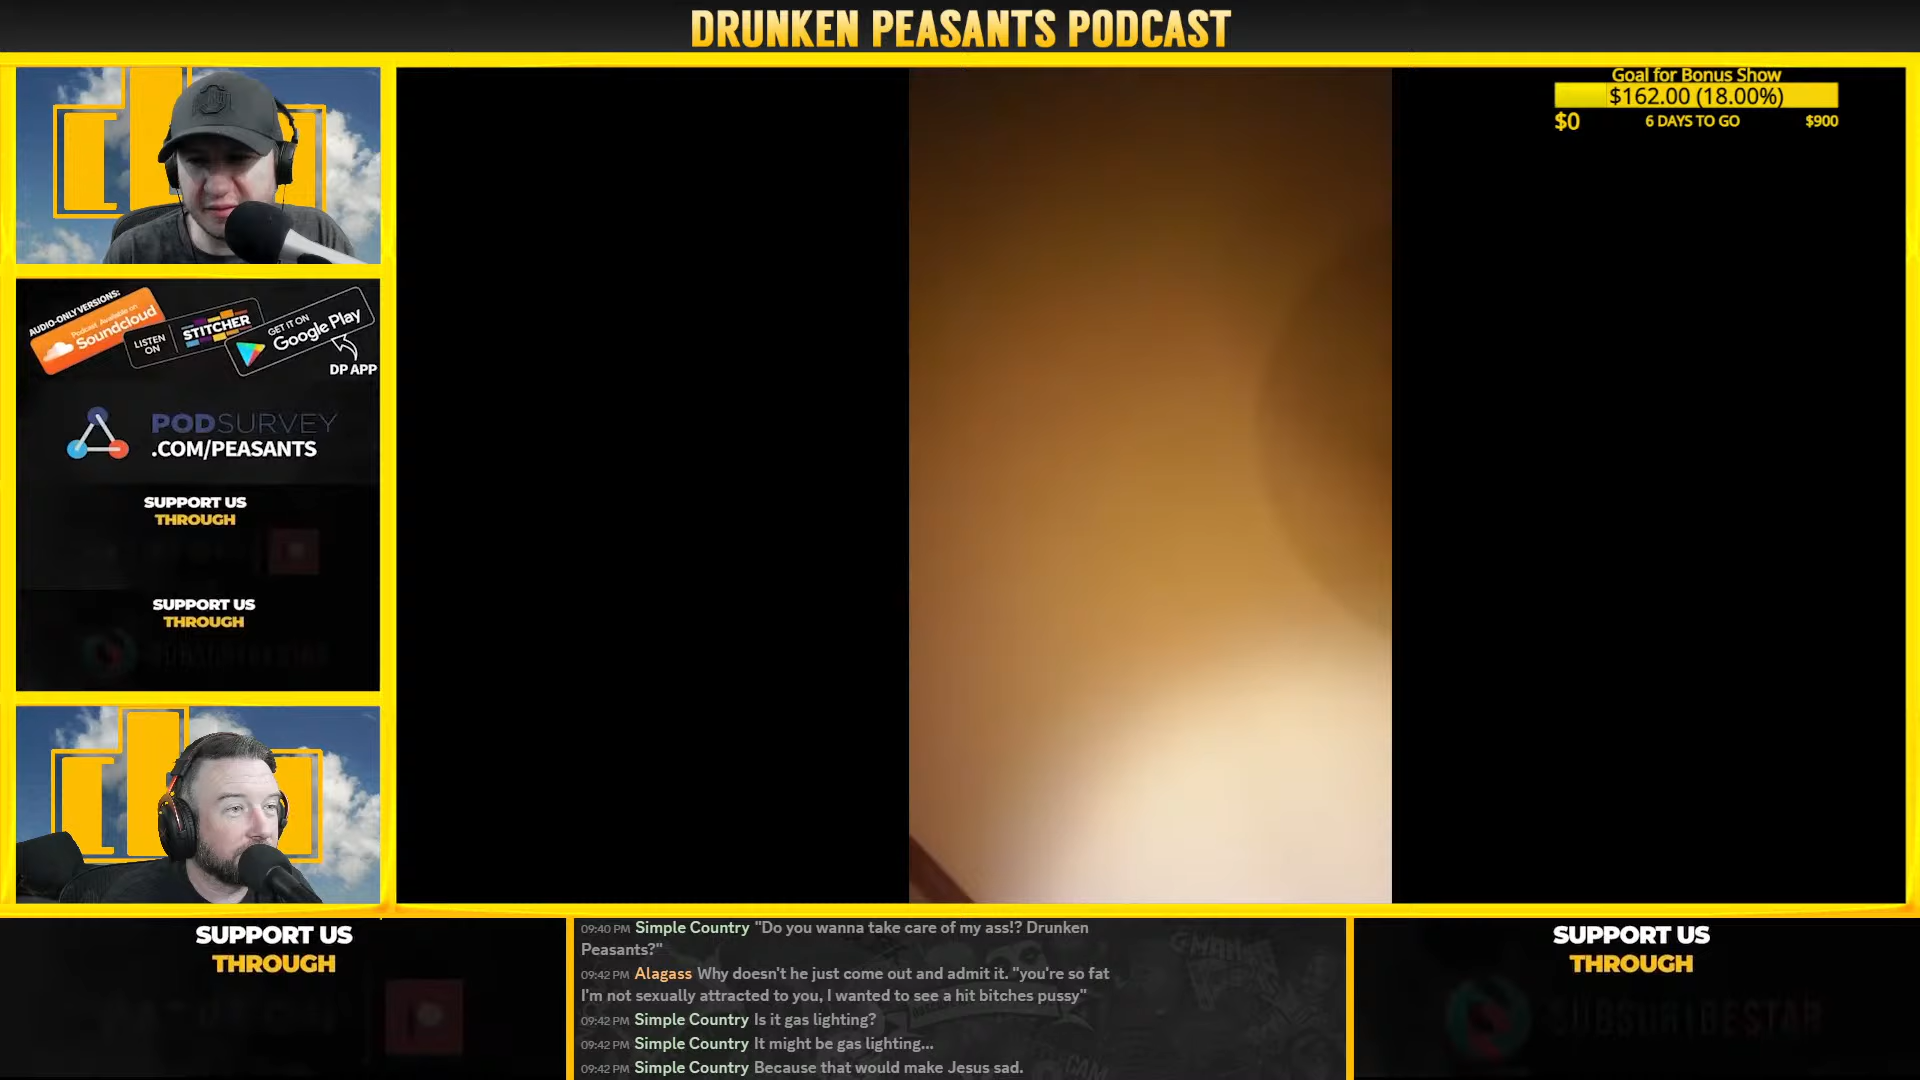 DRUNKEN PEASANTS PODCAST
Goal for Bonus Show
$162.00 (18.00%)
$0 6 DAYS TO GO $900
AUDIO-ONLY VERSIONS:
Podcast Available on
Soundcloud
LISTEN ON STITCHER
GET IT ON
Google Play
DP APP
PODSURVEY
.COM/PEASANTS
SUPPORT US
THROUGH
SUPPORT US
THROUGH
SUPPORT US
THROUGH
09:40 PM Simple Country "Do you wanna take care of my ass!? Drunken
Peasants?"
09:42 PM Alagass Why doesn't he just come out and admit it. "you're so fat
I'm not sexually attracted to you, I wanted to see a hit bitches pussy"
09:42 PM Simple Country Is it gas lighting?
09:42 PM Simple Country It might be gas lighting...
09:42 PM Simple Country Because that would make Jesus sad.
SUPPORT US
THROUGH
SUBSCRIBESTAR